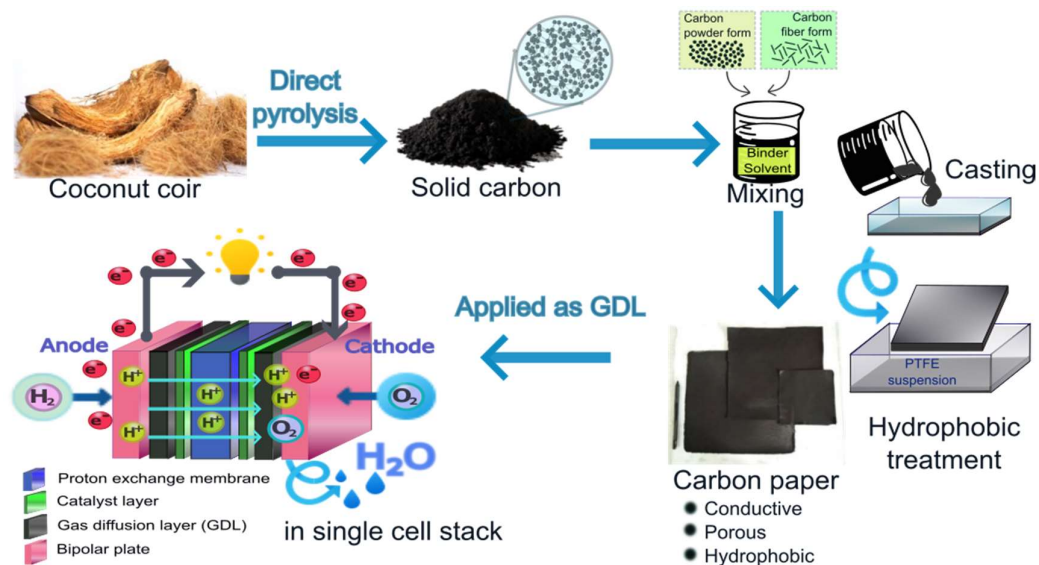 Direct
pyrolysis
Coconut coir
Solid carbon
Carbon
powder form
Carbon
fiber form
Binder
Solvent
Mixing
Casting
PTFE
suspension
Hydrophobic
treatment
Carbon paper
Conductive
Porous
Hydrophobic
Applied as GDL
e⁻
e⁻
e⁻
e⁻
e⁻
e⁻
e⁻
e⁻
e⁻
Anode
Cathode
H₂
H⁺
H⁺
H⁺
H⁺
H⁺
H⁺
O₂
O₂
H₂O
in single cell stack
Proton exchange membrane
Catalyst layer
Gas diffusion layer (GDL)
Bipolar plate